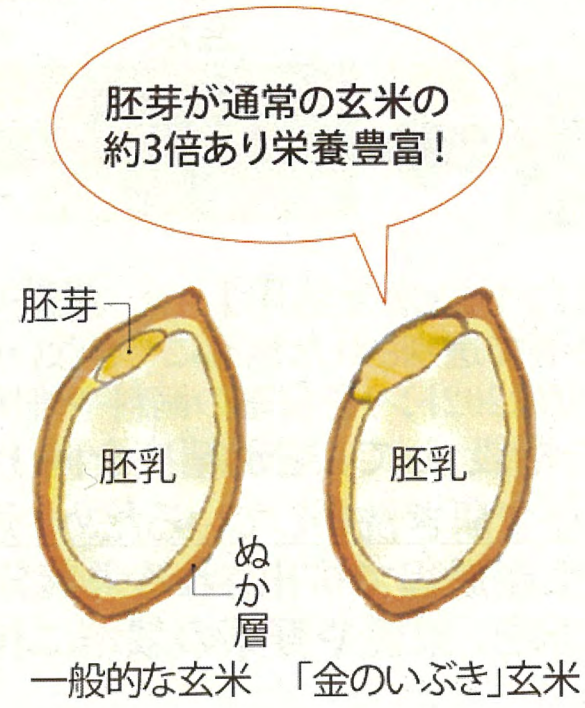 胚芽が通常の玄米の
約3倍あり栄養豊富!
胚芽
胚乳
ぬか層
一般的な玄米
胚乳
「金のいぶき」玄米